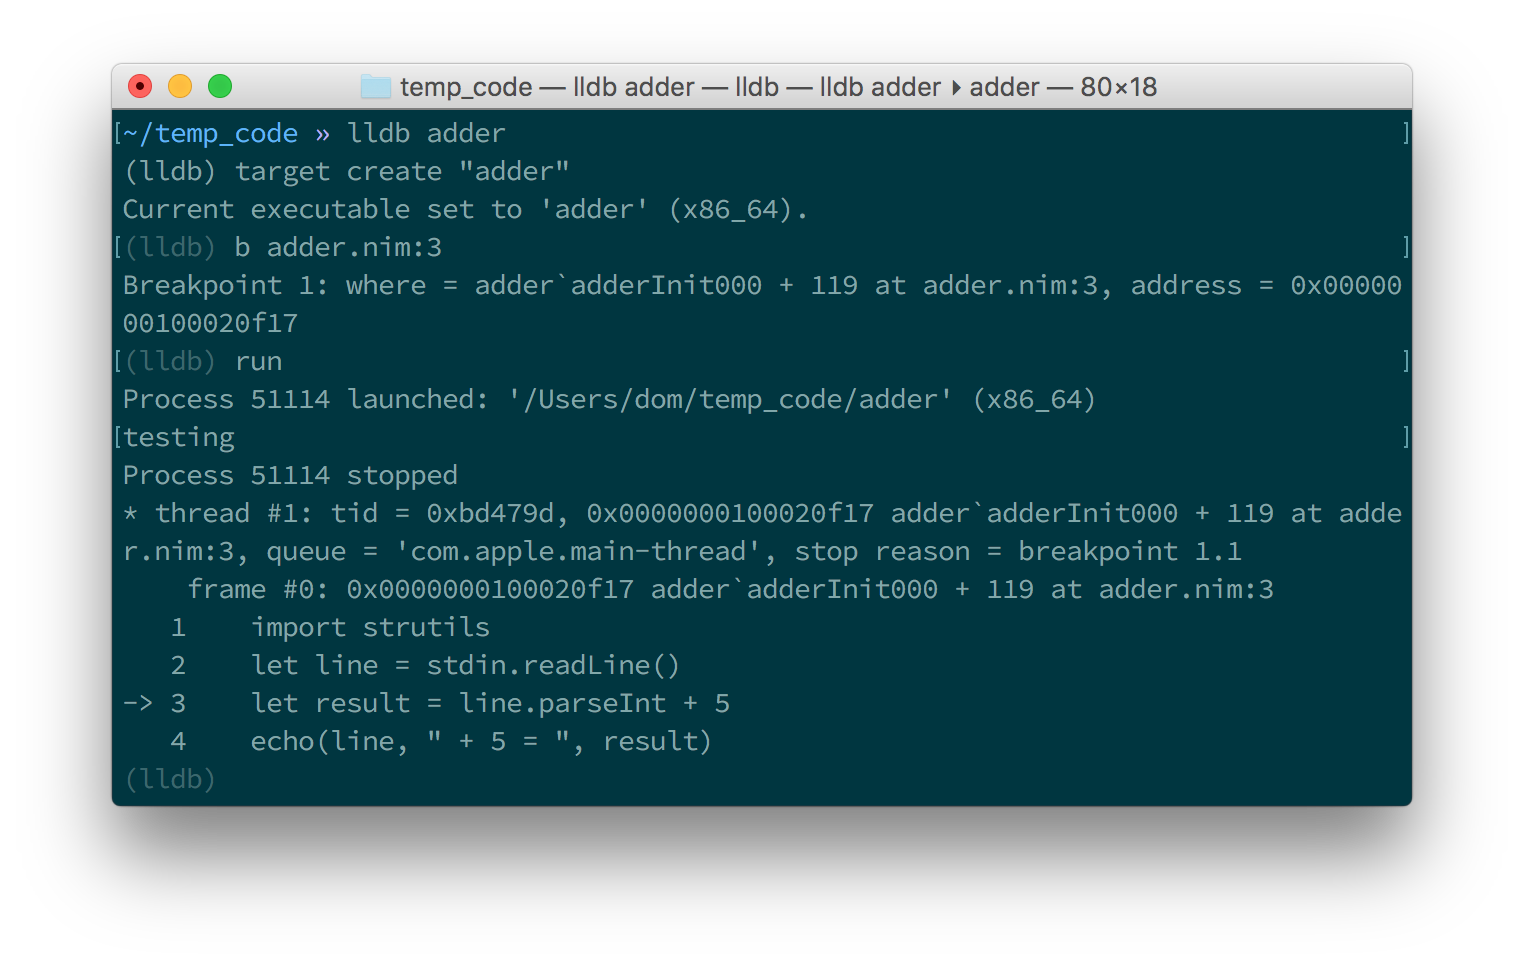 temp_code — lldb adder — lldb — lldb adder ▸ adder — 80×18
[~/temp_code » lldb adder ]
(lldb) target create "adder"
Current executable set to 'adder' (x86_64).
[(lldb) b adder.nim:3 ]
Breakpoint 1: where = adder`adderInit000 + 119 at adder.nim:3, address = 0x00000
00100020f17
[(lldb) run ]
Process 51114 launched: '/Users/dom/temp_code/adder' (x86_64)
[testing ]
Process 51114 stopped
* thread #1: tid = 0xbd479d, 0x0000000100020f17 adder`adderInit000 + 119 at adde
r.nim:3, queue = 'com.apple.main-thread', stop reason = breakpoint 1.1
    frame #0: 0x0000000100020f17 adder`adderInit000 + 119 at adder.nim:3
   1    import strutils
   2    let line = stdin.readLine()
-> 3    let result = line.parseInt + 5
   4    echo(line, " + 5 = ", result)
(lldb)